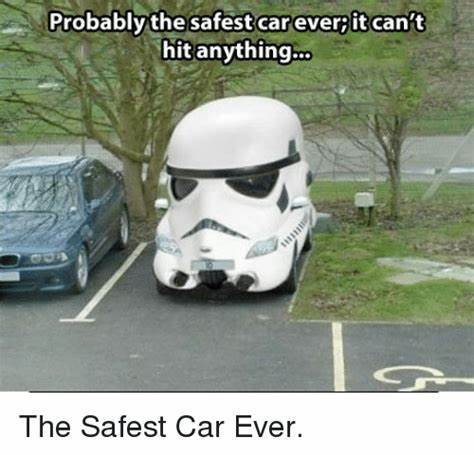 Probably the safest car ever; it can't
hit anything...
The Safest Car Ever.